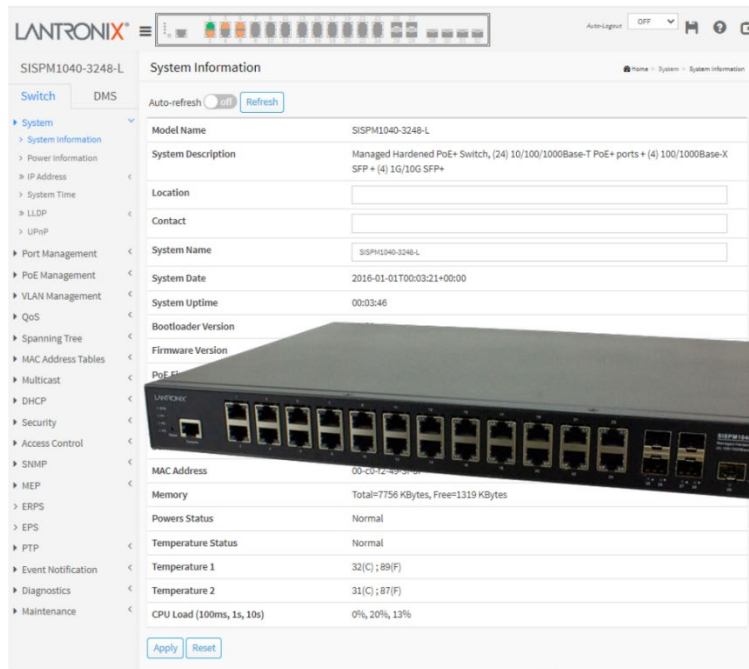 LANTRONIX®
Auto-Logout OFF
SISPM1040-3248-L
System Information
Home > System > System Information
Switch DMS
Auto-refresh off Refresh
System
System Information
Power Information
IP Address
System Time
LLDP
UPnP
Port Management
PoE Management
VLAN Management
QoS
Spanning Tree
MAC Address Tables
Multicast
DHCP
Security
Access Control
SNMP
MEP
ERPS
EPS
PTP
Event Notification
Diagnostics
Maintenance
Model Name SISPM1040-3248-L
System Description Managed Hardened PoE+ Switch, (24) 10/100/1000Base-T PoE+ ports + (4) 100/1000Base-X
SFP + (4) 1G/10G SFP+
Location
Contact
System Name SISPM1040-3248-L
System Date 2016-01-01T00:03:21+00:00
System Uptime 00:03:46
Bootloader Version
Firmware Version
PoE
LANTRONIX
MAC Address
Memory Total=7756 KBytes, Free=1319 KBytes
Powers Status Normal
Temperature Status Normal
Temperature 1 32(C) ; 89(F)
Temperature 2 31(C) ; 87(F)
CPU Load (100ms, 1s, 10s) 0%, 20%, 13%
Apply Reset